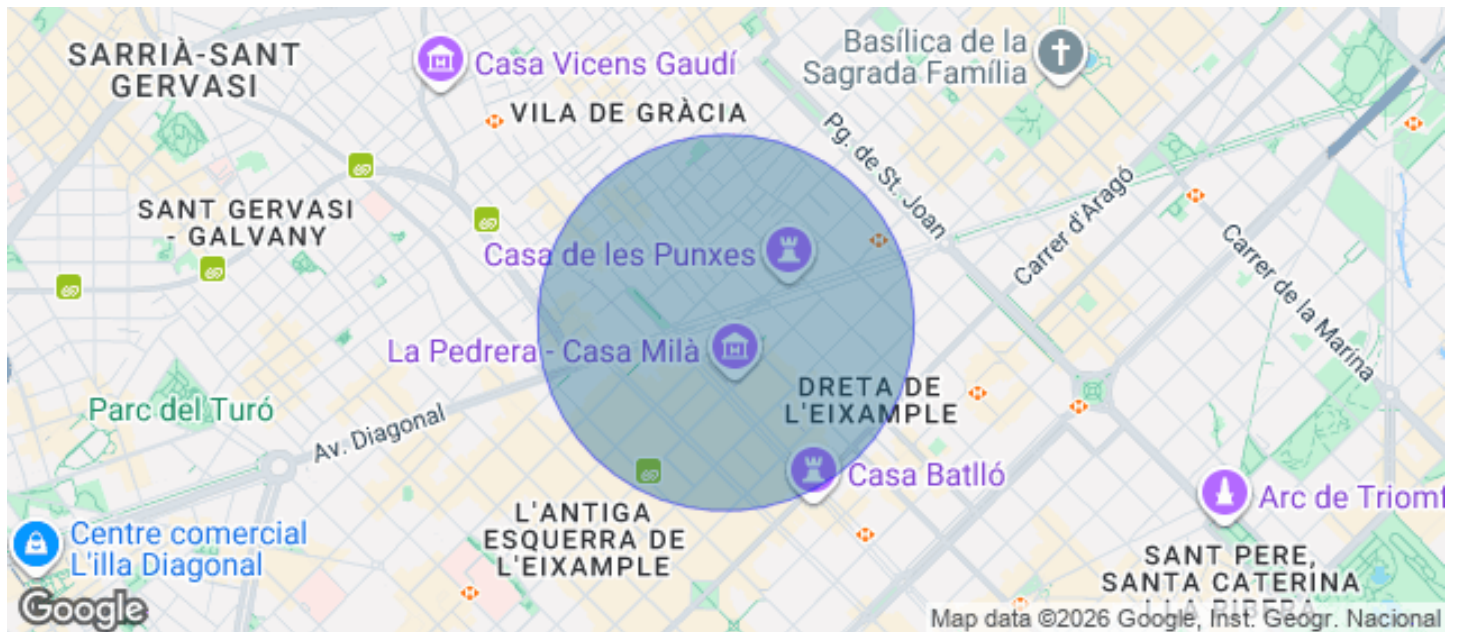 SARRIÀ-SANT
GERVASI
Casa Vicens Gaudí
Basílica de la
Sagrada Família
VILA DE GRÀCIA
Pg. de St. Joan
Carrer d'Aragó
SANT GERVASI
- GALVANY
Casa de les Punxes
Carrer de la Marina
La Pedrera - Casa Milà
DRETA DE
L'EIXAMPLE
Parc del Turó
Av. Diagonal
Casa Batlló
Arc de Triomf
L'ANTIGA
ESQUERRA DE
L'EIXAMPLE
Centre comercial
L'illa Diagonal
SANT PERE,
SANTA CATERINA
I LA RIBERA
Google
Map data ©2026 Google, Inst. Geogr. Nacional